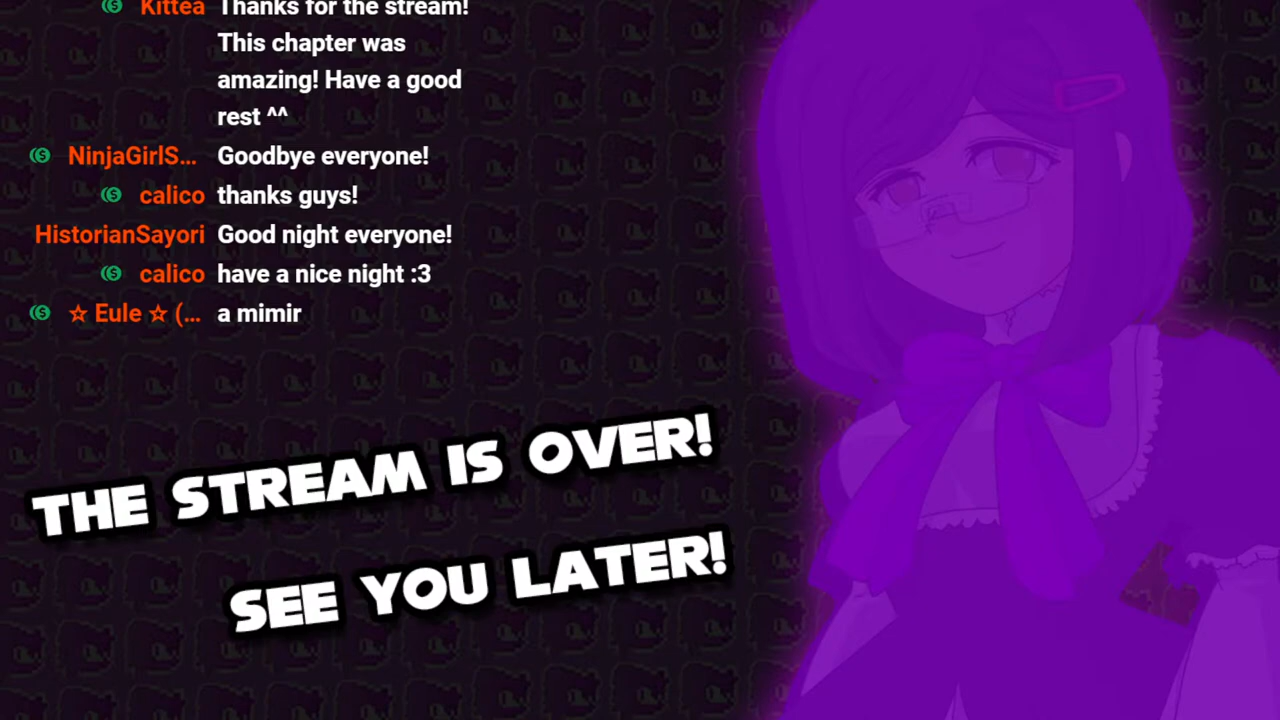 Kittea Thanks for the stream!
This chapter was
amazing! Have a good
rest ^^
NinjaGirlS... Goodbye everyone!
calico thanks guys!
HistorianSayori Good night everyone!
calico have a nice night :3
☆ Eule ☆ (... a mimir
THE STREAM IS OVER!
SEE YOU LATER!